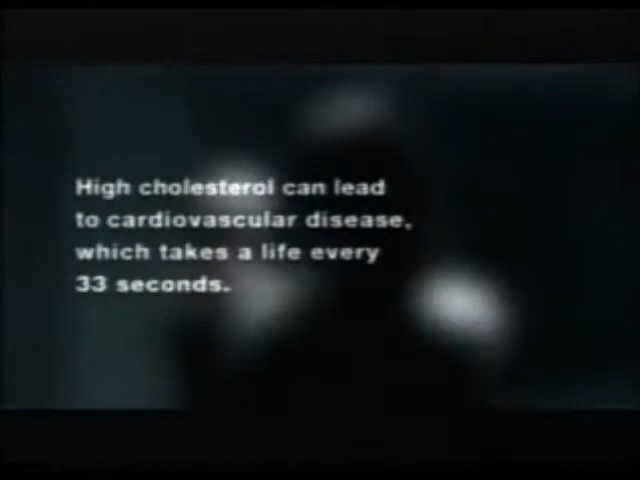 High cholesterol can lead
to cardiovascular disease,
which takes a life every
33 seconds.